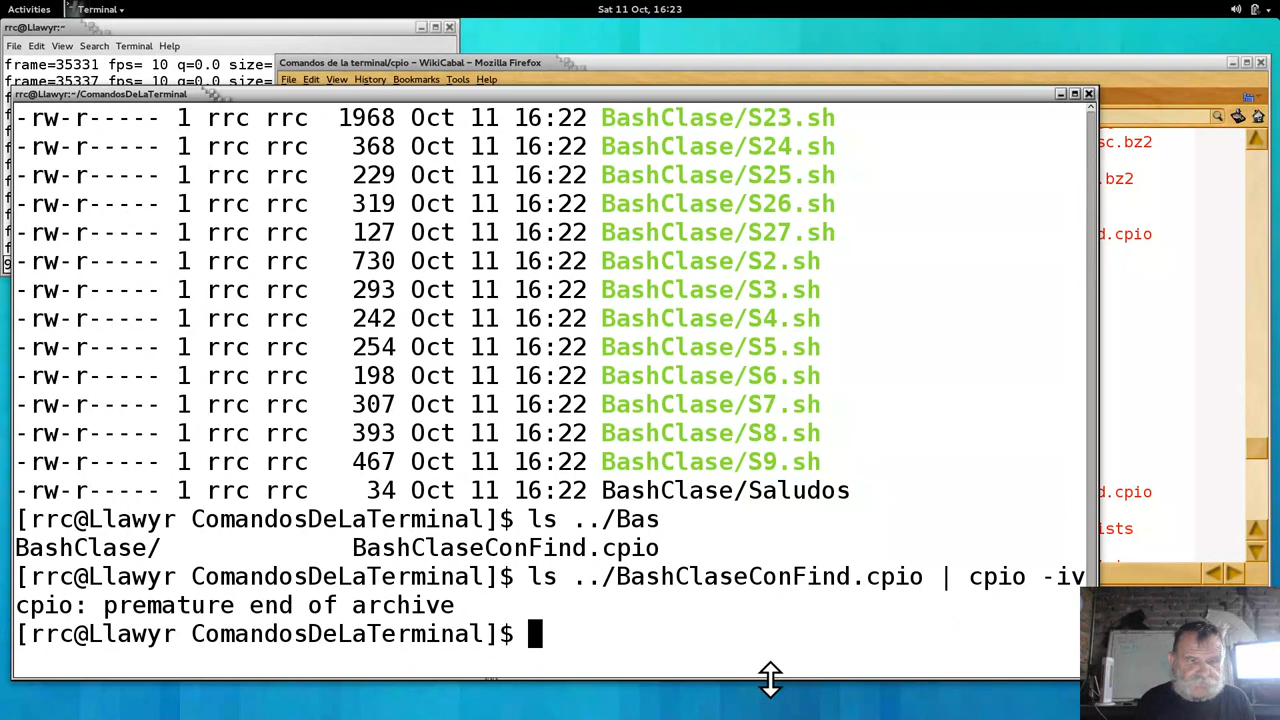 Activities Terminal Sat 11 Oct, 16:23
rrc@Llawyr:~
File Edit View Search Terminal Help
frame=35331 fps= 10 q=0.0 size=
frame=35337 fps= 10 q=0.0 size=
Comandos de la terminal/cpio – WikiCabal – Mozilla Firefox
File Edit View History Bookmarks Tools Help
rrc@Llawyr:~/ComandosDeLaTerminal
-rw-r----- 1 rrc rrc 1968 Oct 11 16:22 BashClase/S23.sh
-rw-r----- 1 rrc rrc 368 Oct 11 16:22 BashClase/S24.sh
-rw-r----- 1 rrc rrc 229 Oct 11 16:22 BashClase/S25.sh
-rw-r----- 1 rrc rrc 319 Oct 11 16:22 BashClase/S26.sh
-rw-r----- 1 rrc rrc 127 Oct 11 16:22 BashClase/S27.sh
-rw-r----- 1 rrc rrc 730 Oct 11 16:22 BashClase/S2.sh
-rw-r----- 1 rrc rrc 293 Oct 11 16:22 BashClase/S3.sh
-rw-r----- 1 rrc rrc 242 Oct 11 16:22 BashClase/S4.sh
-rw-r----- 1 rrc rrc 254 Oct 11 16:22 BashClase/S5.sh
-rw-r----- 1 rrc rrc 198 Oct 11 16:22 BashClase/S6.sh
-rw-r----- 1 rrc rrc 307 Oct 11 16:22 BashClase/S7.sh
-rw-r----- 1 rrc rrc 393 Oct 11 16:22 BashClase/S8.sh
-rw-r----- 1 rrc rrc 467 Oct 11 16:22 BashClase/S9.sh
-rw-r----- 1 rrc rrc 34 Oct 11 16:22 BashClase/Saludos
[rrc@Llawyr ComandosDeLaTerminal]$ ls ../Bas
BashClase/ BashClaseConFind.cpio
[rrc@Llawyr ComandosDeLaTerminal]$ ls ../BashClaseConFind.cpio | cpio -iv
cpio: premature end of archive
[rrc@Llawyr ComandosDeLaTerminal]$
sc.bz2
.bz2
d.cpio
d.cpio
ists